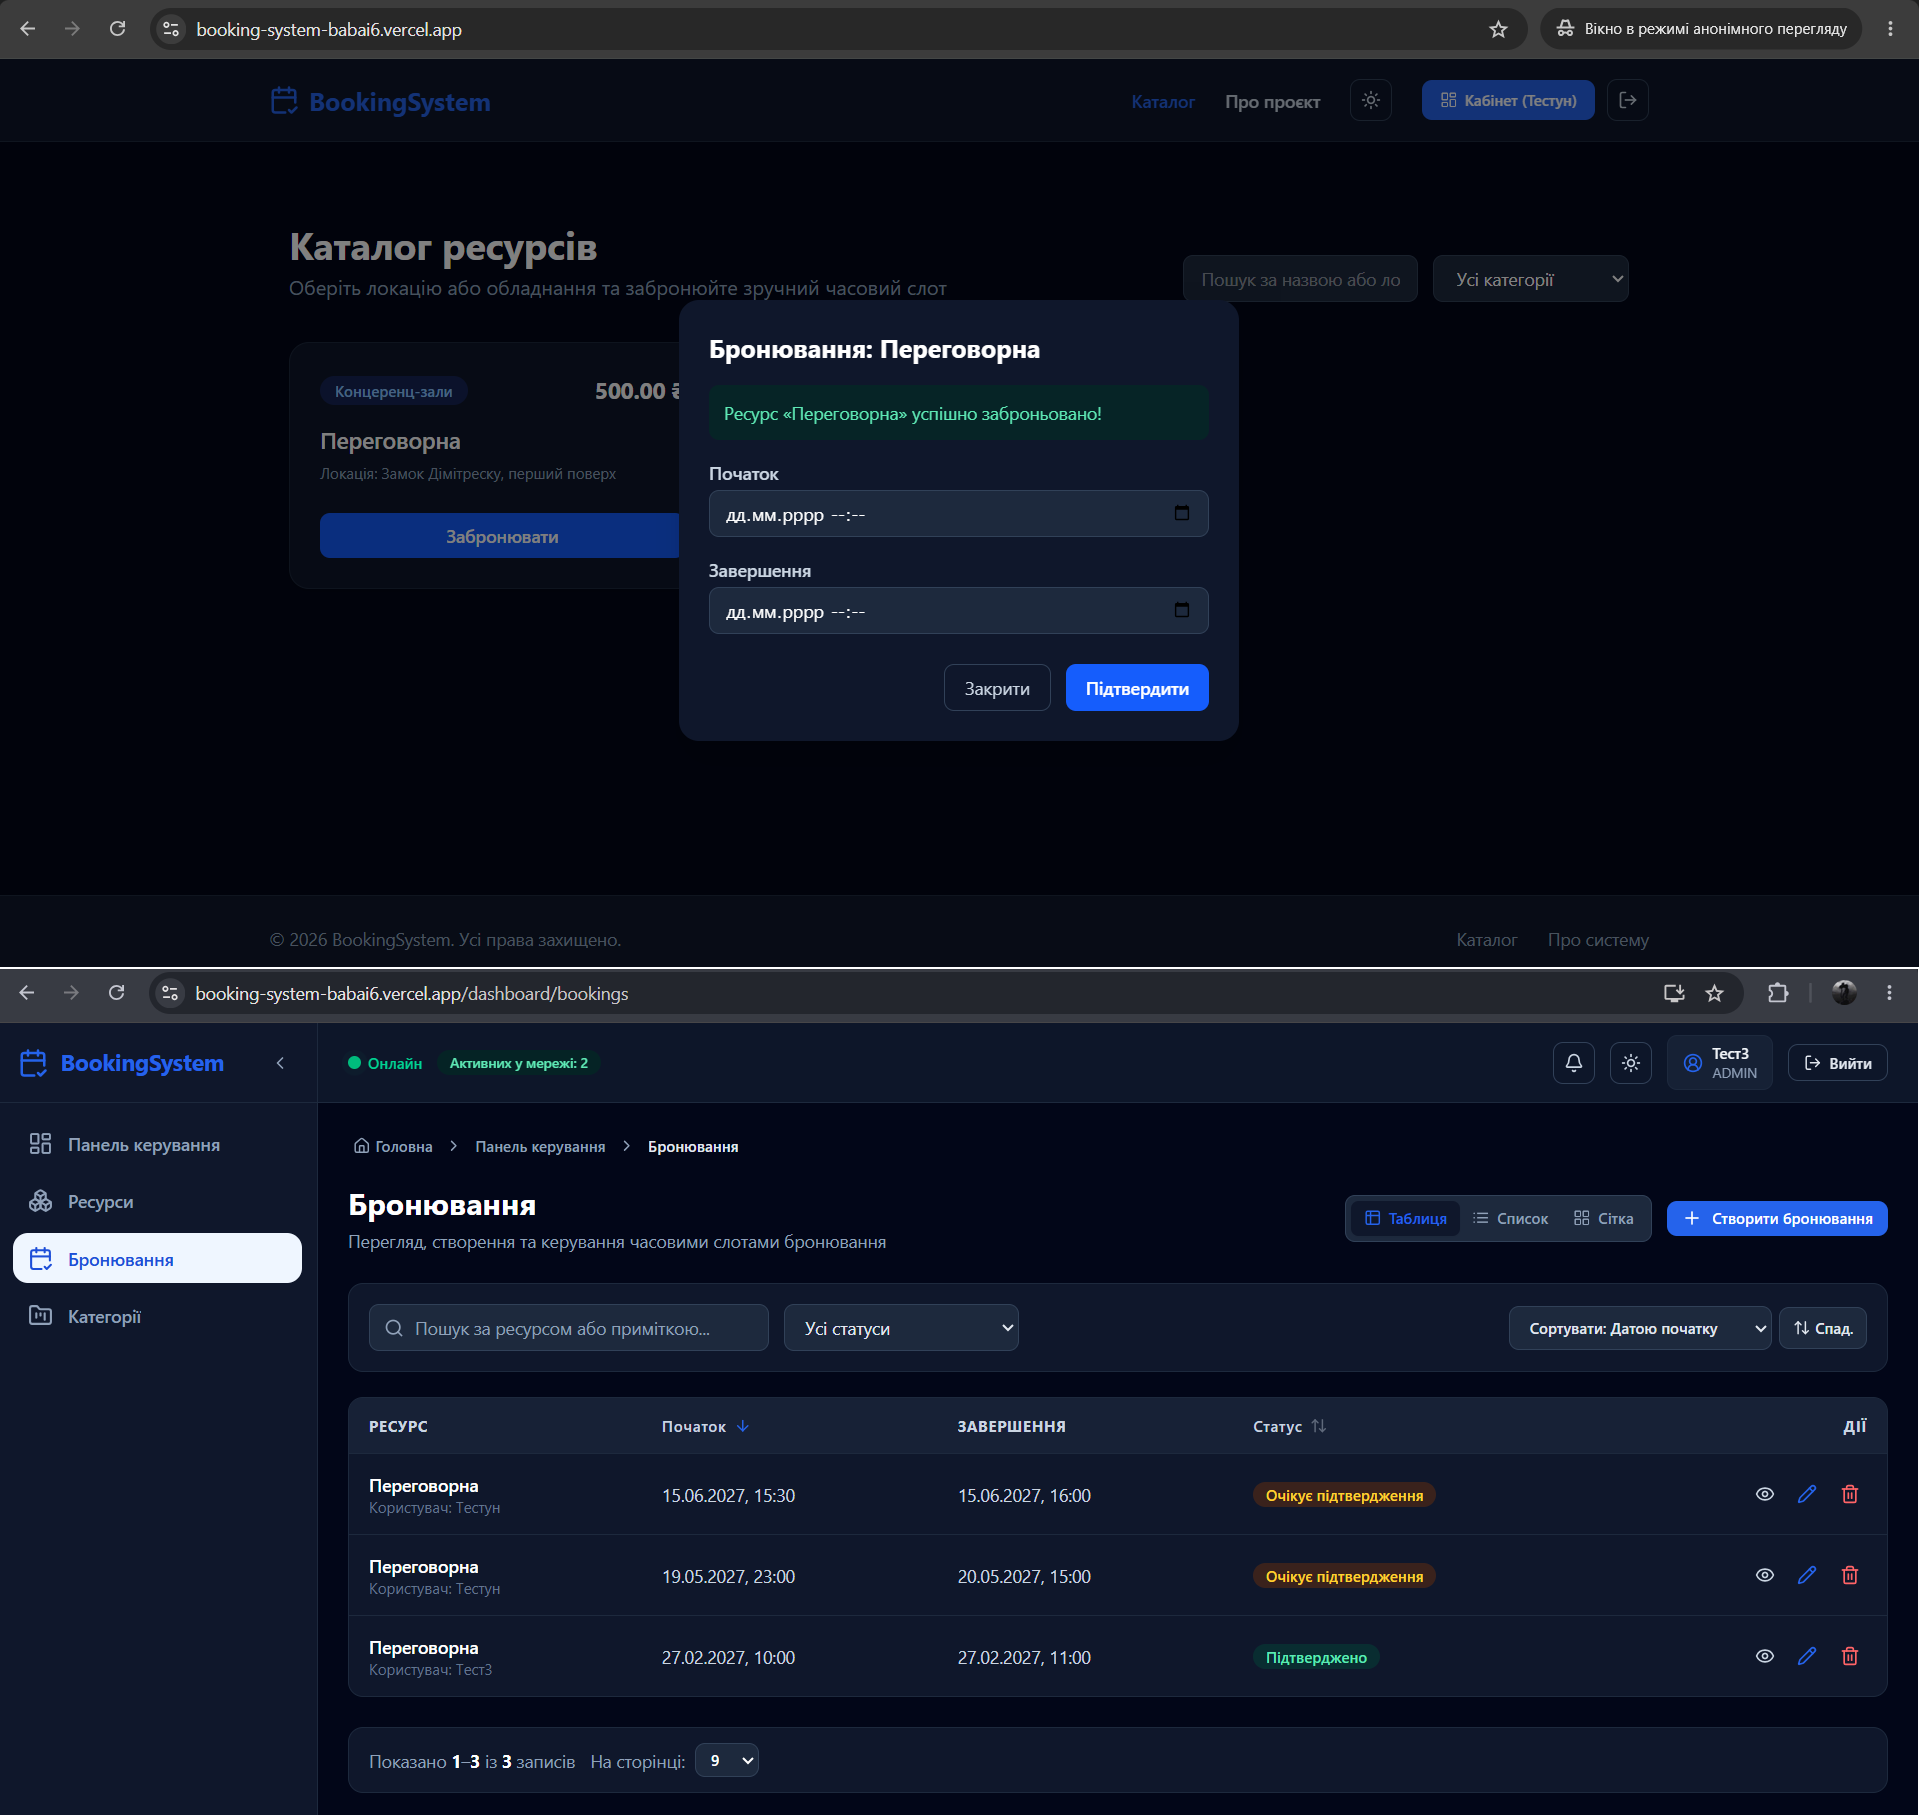 booking-system-babai6.vercel.app
Вікно в режимі анонімного перегляду
BookingSystem
Каталог
Про проєкт
Кабінет (Тестун)
Каталог ресурсів
Оберіть локацію або обладнання та забронюйте зручний часовий слот
Пошук за назвою або ло
Усі категорії
Концеренц-зали
500.00 ₴
Переговорна
Локація: Замок Дімітреску, перший поверх
Забронювати
Бронювання: Переговорна
Ресурс «Переговорна» успішно заброньовано!
Початок
дд.мм.рррр --:--
Завершення
дд.мм.рррр --:--
Закрити
Підтвердити
© 2026 BookingSystem. Усі права захищено.
Каталог
Про систему
booking-system-babai6.vercel.app/dashboard/bookings
BookingSystem
Онлайн
Активних у мережі: 2
Тест3
ADMIN
Вийти
Панель керування
Ресурси
Бронювання
Категорії
Головна
Панель керування
Бронювання
Бронювання
Перегляд, створення та керування часовими слотами бронювання
Таблиця
Список
Сітка
Створити бронювання
Пошук за ресурсом або приміткою...
Усі статуси
Сортувати: Датою початку
Спад.
РЕСУРС
Початок
ЗАВЕРШЕННЯ
Статус
ДІЇ
Переговорна
Користувач: Тестун
15.06.2027, 15:30
15.06.2027, 16:00
Очікує підтвердження
Переговорна
Користувач: Тестун
19.05.2027, 23:00
20.05.2027, 15:00
Очікує підтвердження
Переговорна
Користувач: Тест3
27.02.2027, 10:00
27.02.2027, 11:00
Підтверджено
Показано 1–3 із 3 записів
На сторінці:
9